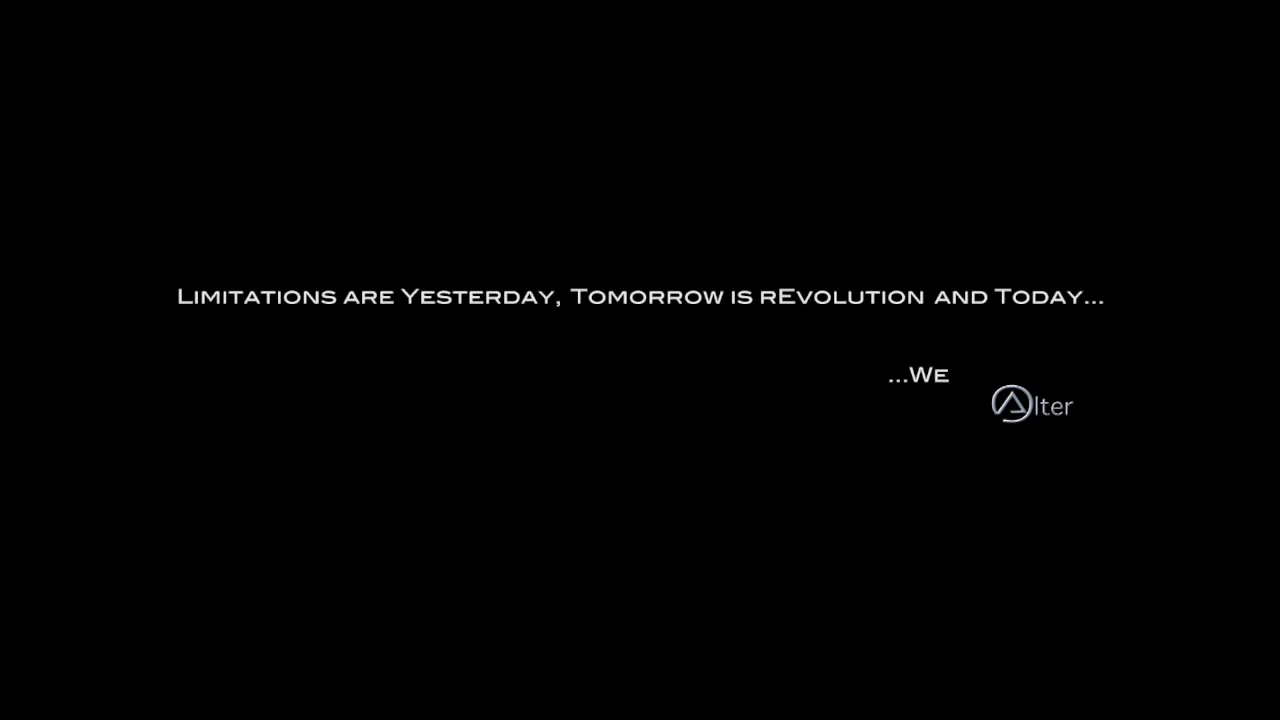 Limitations are Yesterday, Tomorrow is rEvolution and Today...
...We
Alter